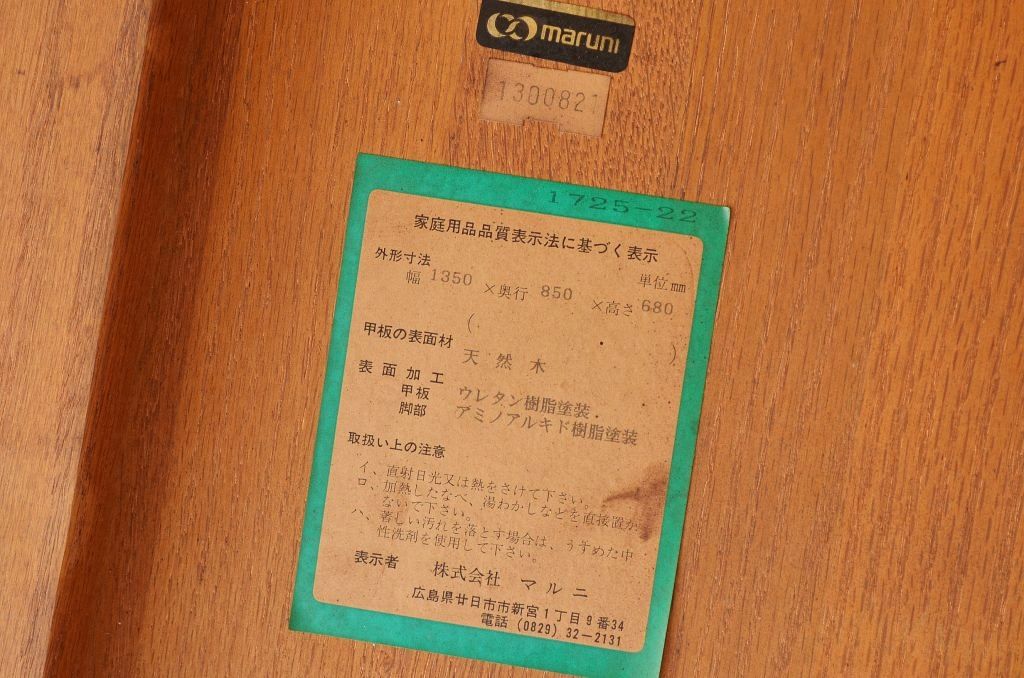 maruni
1300821
1725-22
家庭用品品質表示法に基づく表示
外形寸法 単位mm
幅 1350 ×奥行 850 ×高さ 680
( )
甲板の表面材 天然木
表面加工
甲板 ウレタン樹脂塗装
脚部 アミノアルキド樹脂塗装
取扱い上の注意
イ、直射日光又は熱をさけて下さい。
ロ、加熱したなべ、湯わかしなどを直接置か
ないで下さい。
ハ、著しい汚れを落とす場合は、うすめた中
性洗剤を使用して下さい。
表示者 株式会社 マルニ
広島県廿日市市新宮1丁目9番34
電話 (0829) 32-2131